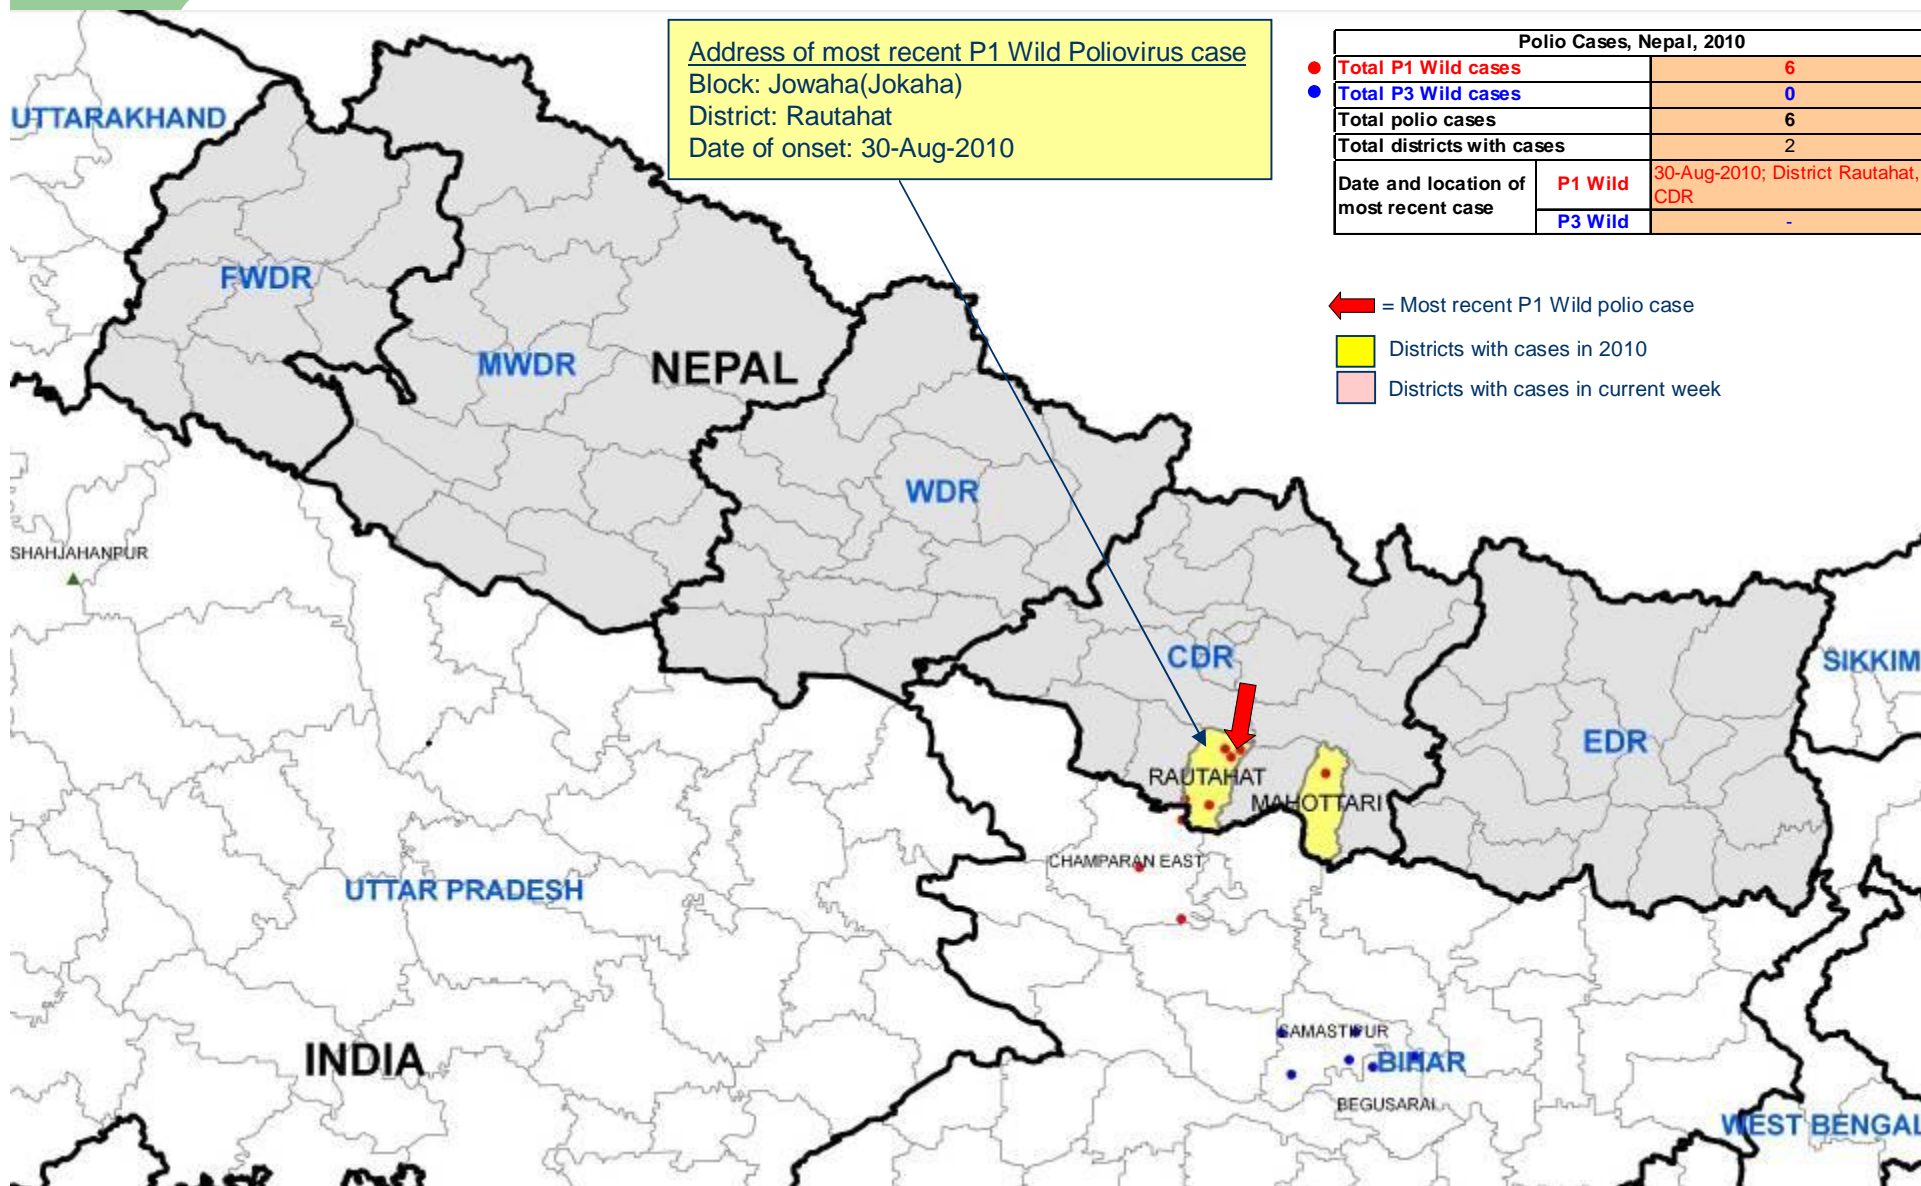 Address of most recent P1 Wild Poliovirus case
Block: Jowaha(Jokaha)
District: Rautahat
Date of onset: 30-Aug-2010
Polio Cases, Nepal, 2010
Total P1 Wild cases 6
Total P3 Wild cases 0
Total polio cases 6
Total districts with cases 2
Date and location of most recent case
P1 Wild 30-Aug-2010; District Rautahat, CDR
P3 Wild -
= Most recent P1 Wild polio case
Districts with cases in 2010
Districts with cases in current week
UTTARAKHAND
FWDR
MWDR
NEPAL
WDR
SHAHJAHANPUR
CDR
SIKKIM
EDR
RAUTAHAT
MAHOTTARI
CHAMPARAN EAST
UTTAR PRADESH
SAMASTIPUR
INDIA
BIHAR
BEGUSARAI
WEST BENGAL